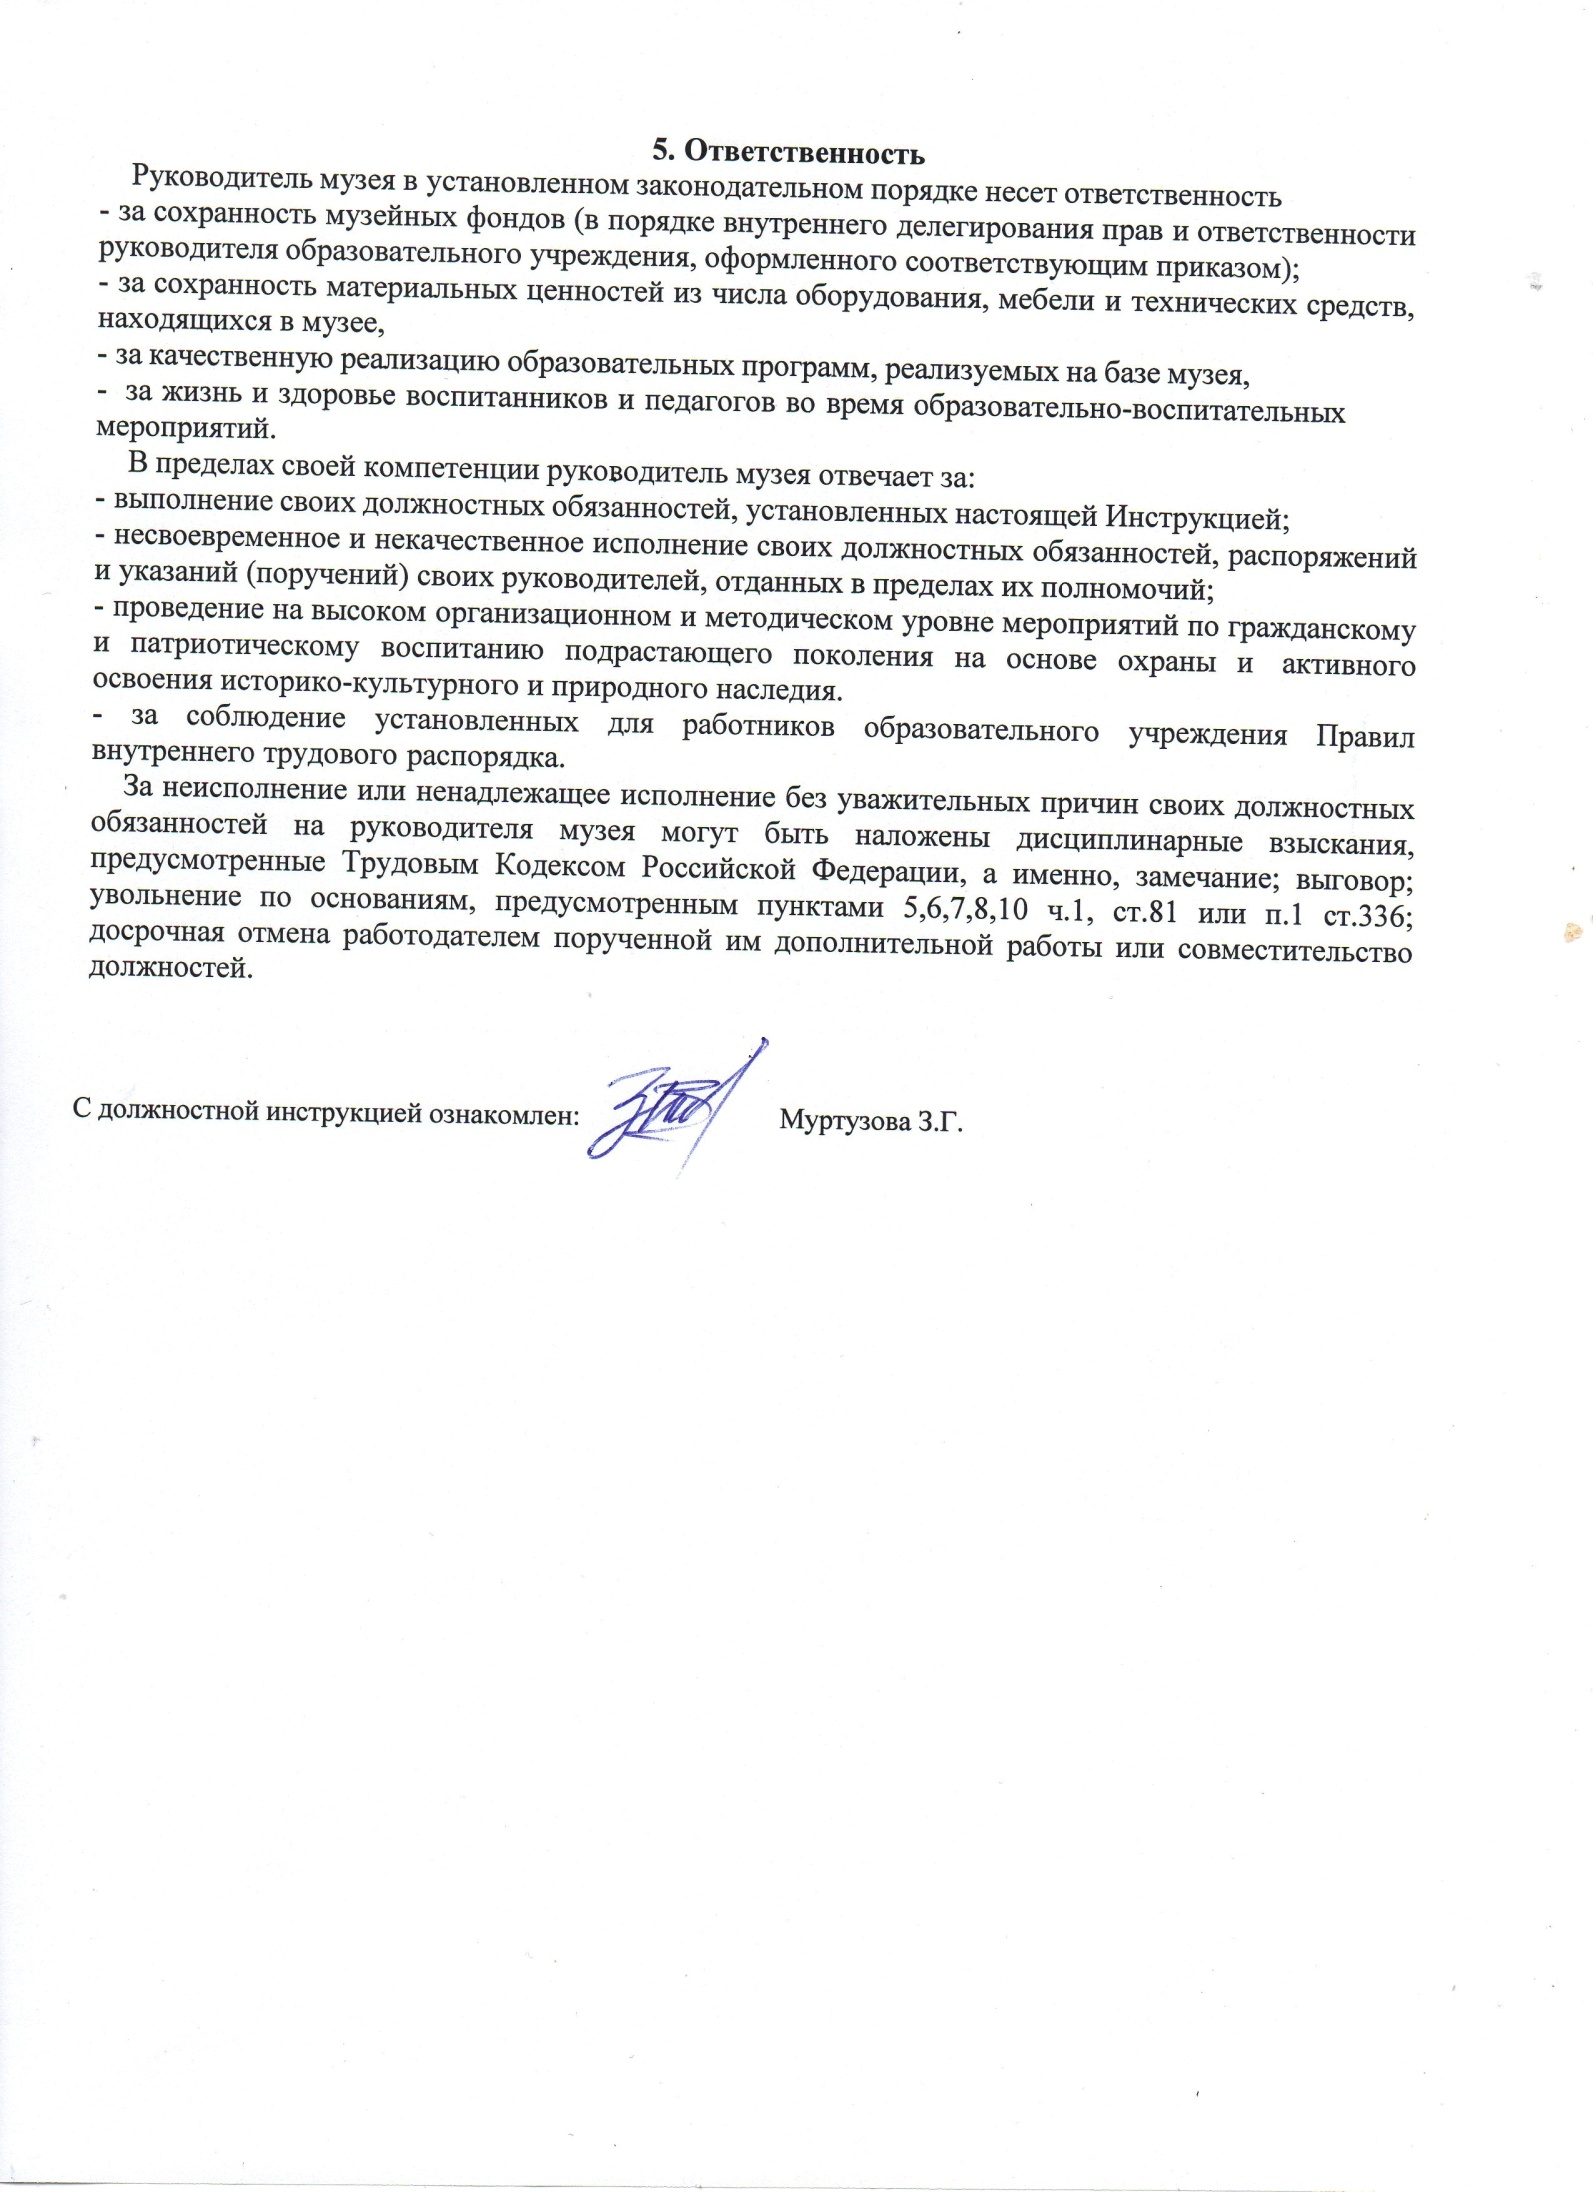 5. Ответственность
Руководитель музея в установленном законодательном порядке несет ответственность
- за сохранность музейных фондов (в порядке внутреннего делегирования прав и ответственности
руководителя образовательного учреждения, оформленного соответствующим приказом);
- за сохранность материальных ценностей из числа оборудования, мебели и технических средств,
находящихся в музее,
- за качественную реализацию образовательных программ, реализуемых на базе музея,
- за жизнь и здоровье воспитанников и педагогов во время образовательно-воспитательных
мероприятий.
В пределах своей компетенции руководитель музея отвечает за:
- выполнение своих должностных обязанностей, установленных настоящей Инструкцией;
- несвоевременное и некачественное исполнение своих должностных обязанностей, распоряжений
и указаний (поручений) своих руководителей, отданных в пределах их полномочий;
- проведение на высоком организационном и методическом уровне мероприятий по гражданскому
и патриотическому воспитанию подрастающего поколения на основе охраны и активного
освоения историко-культурного и природного наследия.
- за соблюдение установленных для работников образовательного учреждения Правил
внутреннего трудового распорядка.
За неисполнение или ненадлежащее исполнение без уважительных причин своих должностных
обязанностей на руководителя музея могут быть наложены дисциплинарные взыскания,
предусмотренные Трудовым Кодексом Российской Федерации, а именно, замечание; выговор;
увольнение по основаниям, предусмотренным пунктами 5,6,7,8,10 ч.1, ст.81 или п.1 ст.336;
досрочная отмена работодателем порученной им дополнительной работы или совместительство
должностей.
С должностной инструкцией ознакомлен: Муртузова З.Г.